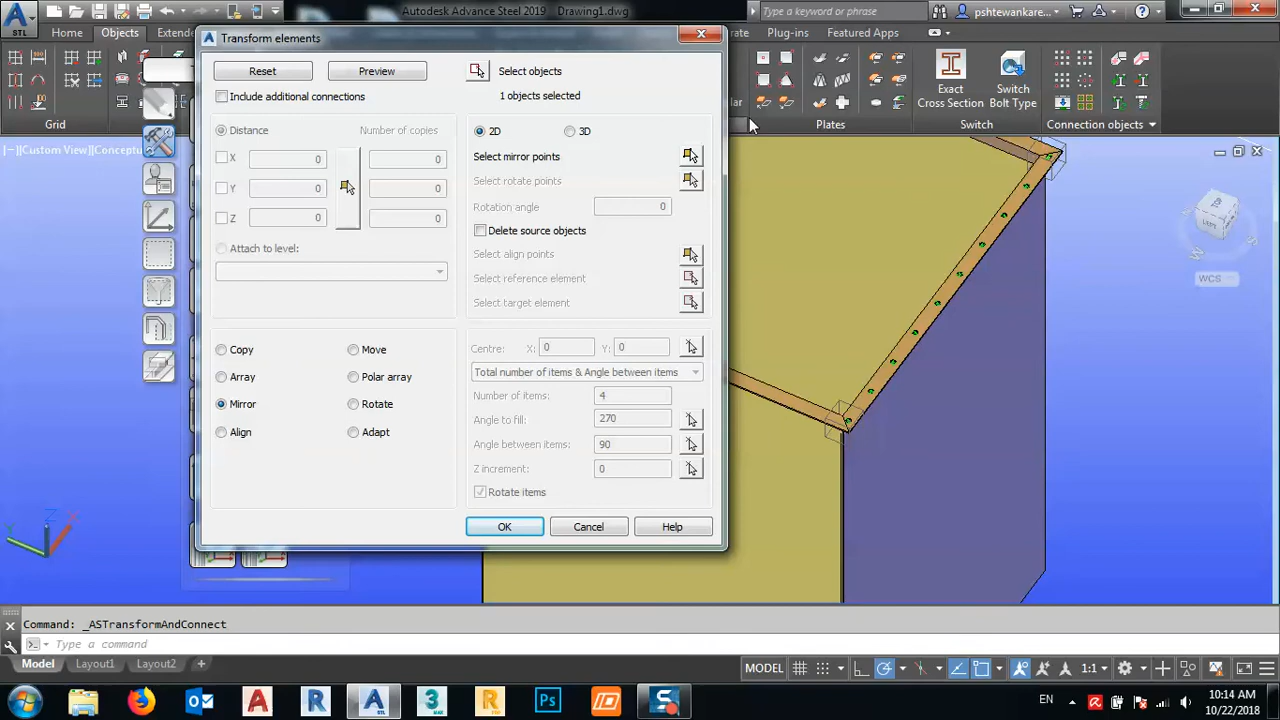 Autodesk Advance Steel 2019 Drawing1.dwg
Type a keyword or phrase
pshtewankare...
STL
Home Objects Extende rate Plug-ins Featured Apps
Exact
Cross Section
Switch
Bolt Type
lar
Grid Plates Switch Connection objects
[−][Custom View][Concept
Transform elements
Reset Preview Select objects
Include additional connections 1 objects selected
Distance Number of copies 2D 3D
X 0 0 Select mirror points
Y 0 0 Select rotate points
Rotation angle 0
Z 0 0 Delete source objects
Attach to level: Select align points
Select reference element
Select target element
Copy Move Centre: X: 0 Y: 0
Array Polar array Total number of items & Angle between items
Mirror Rotate Number of items: 4
Align Adapt Angle to fill: 270
Angle between items: 90
Z increment: 0
Rotate items
OK Cancel Help
LEFT
WCS
Z
Command: _ASTransformAndConnect
Type a command
Model Layout1 Layout2 +
MODEL 1:1
EN 10:14 AM
10/22/2018